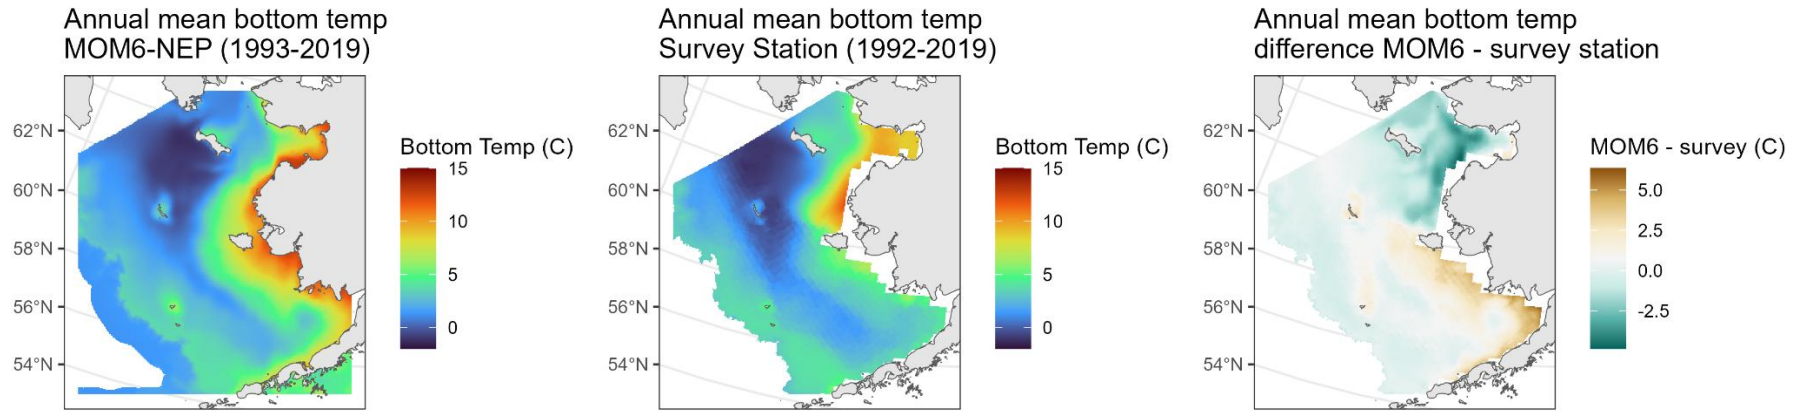 Annual mean bottom temp
MOM6-NEP (1993-2019)
62°N
60°N
58°N
56°N
54°N
Bottom Temp (C)
15
10
5
0
Annual mean bottom temp
Survey Station (1992-2019)
62°N
60°N
58°N
56°N
54°N
Bottom Temp (C)
15
10
5
0
Annual mean bottom temp
difference MOM6 - survey station
62°N
60°N
58°N
56°N
54°N
MOM6 - survey (C)
5.0
2.5
0.0
-2.5